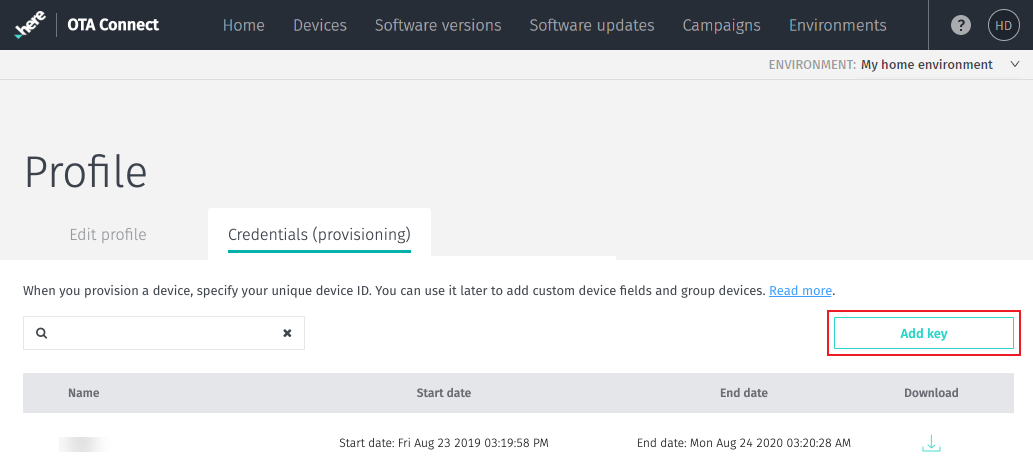 here OTA Connect Home Devices Software versions Software updates Campaigns Environments ? HD
ENVIRONMENT: My home environment
Profile
Edit profile Credentials (provisioning)
When you provision a device, specify your unique device ID. You can use it later to add custom device fields and group devices. Read more.
Add key
Name Start date End date Download
Start date: Fri Aug 23 2019 03:19:58 PM End date: Mon Aug 24 2020 03:20:28 AM